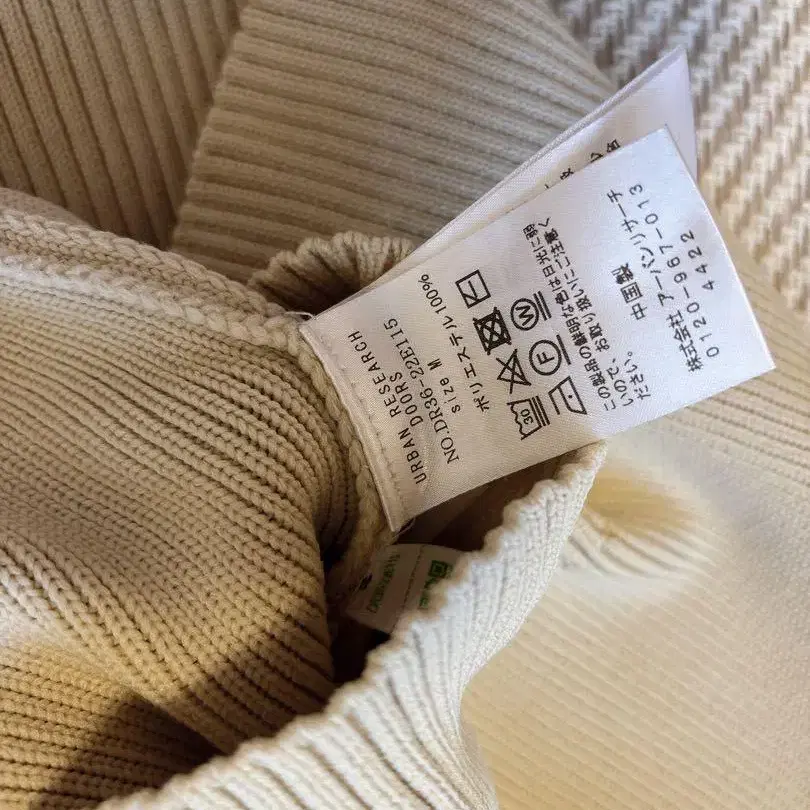 URBAN RESEARCH
DOORS
NO.DR36-22E115
size M
ポリエステル100%
30
F
W
この製品の鮮明な色は日光に弱く
いので、お取り扱いにご注意く
ださい。
中国製
株式会社 アーバンリサーチ
0120-967-013
4422